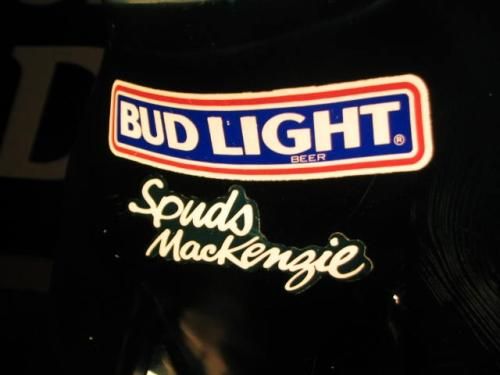 BUD LIGHT®
BEER
Spuds
MacKenzie
D